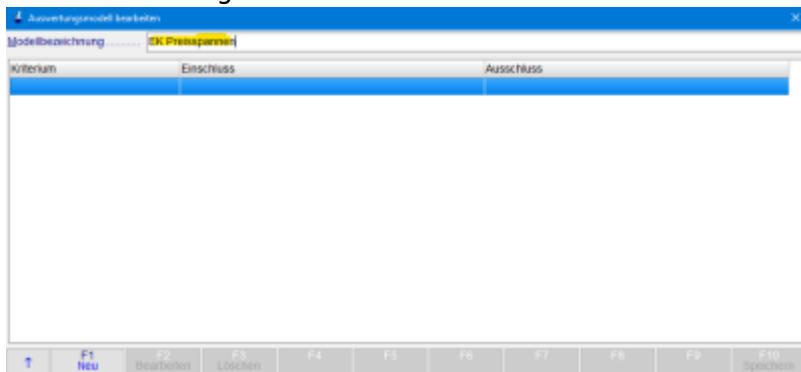 Auswertungsmodell bearbeiten
Modellbezeichnung........ EK Preisspannen
Kriterium Einschluss Ausschluss
F1 F2 F3 F4 F5 F6 F7 F8 F9 F10
Neu Bearbeiten Löschen Speichern